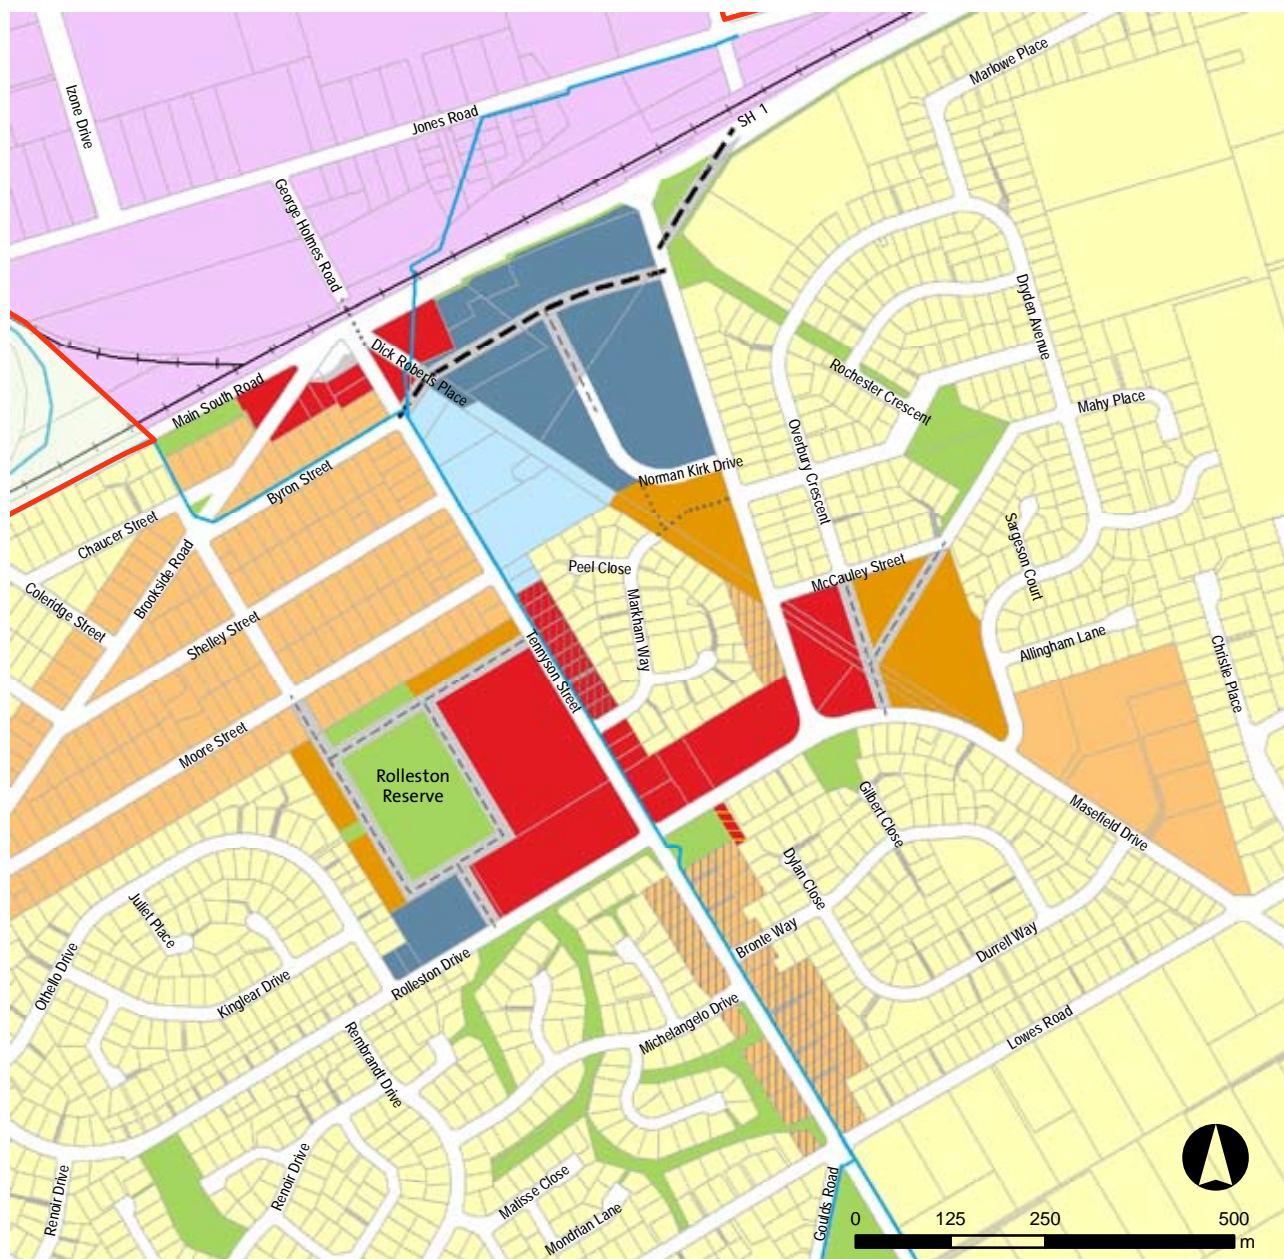 Marlowe Place
Izone Drive
SH 1
Jones Road
George Holmes Road
Dryden Avenue
Dick Roberts Place
Rochester Crescent
Main South Road
Mahy Place
Overbury Crescent
Norman Kirk Drive
Byron Street
Chaucer Street
Sargeson Court
Brookside Road
Peel Close
McCauley Street
Coleridge Street
Markham Way
Shelley Street
Allingham Lane
Christie Place
Tennyson Street
Moore Street
Rolleston
Reserve
Gilbert Close
Masefield Drive
Dylan Close
Juliet Place
Bronte Way
Durrell Way
Othello Drive
Rolleston Drive
Kinglear Drive
Michelangelo Drive
Lowes Road
Rembrandt Drive
Renoir Drive
Renoir Drive
Matisse Close
Mondrian Lane
Goulds Road
0 125 250 500
m